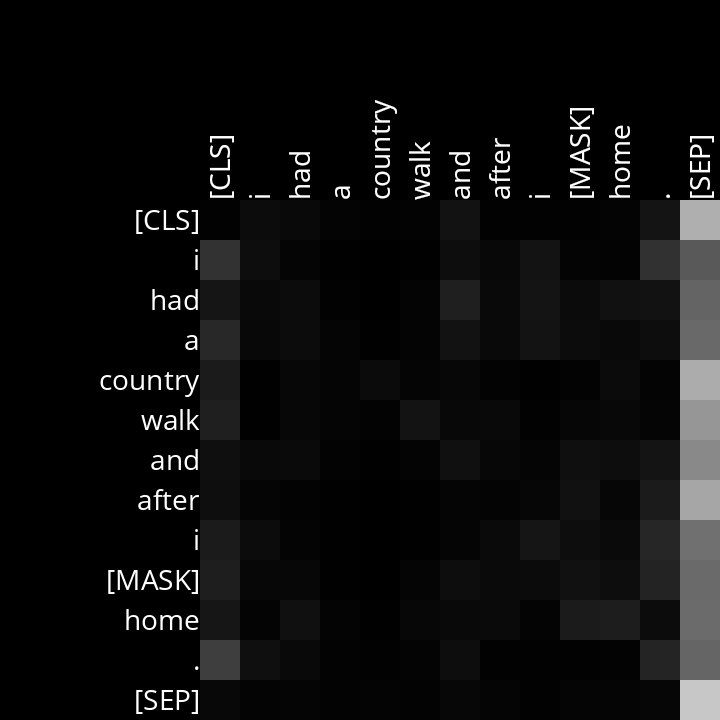 [CLS] i had a country walk and after i [MASK] home . [SEP]
[CLS]
i
had
a
country
walk
and
after
i
[MASK]
home
.
[SEP]